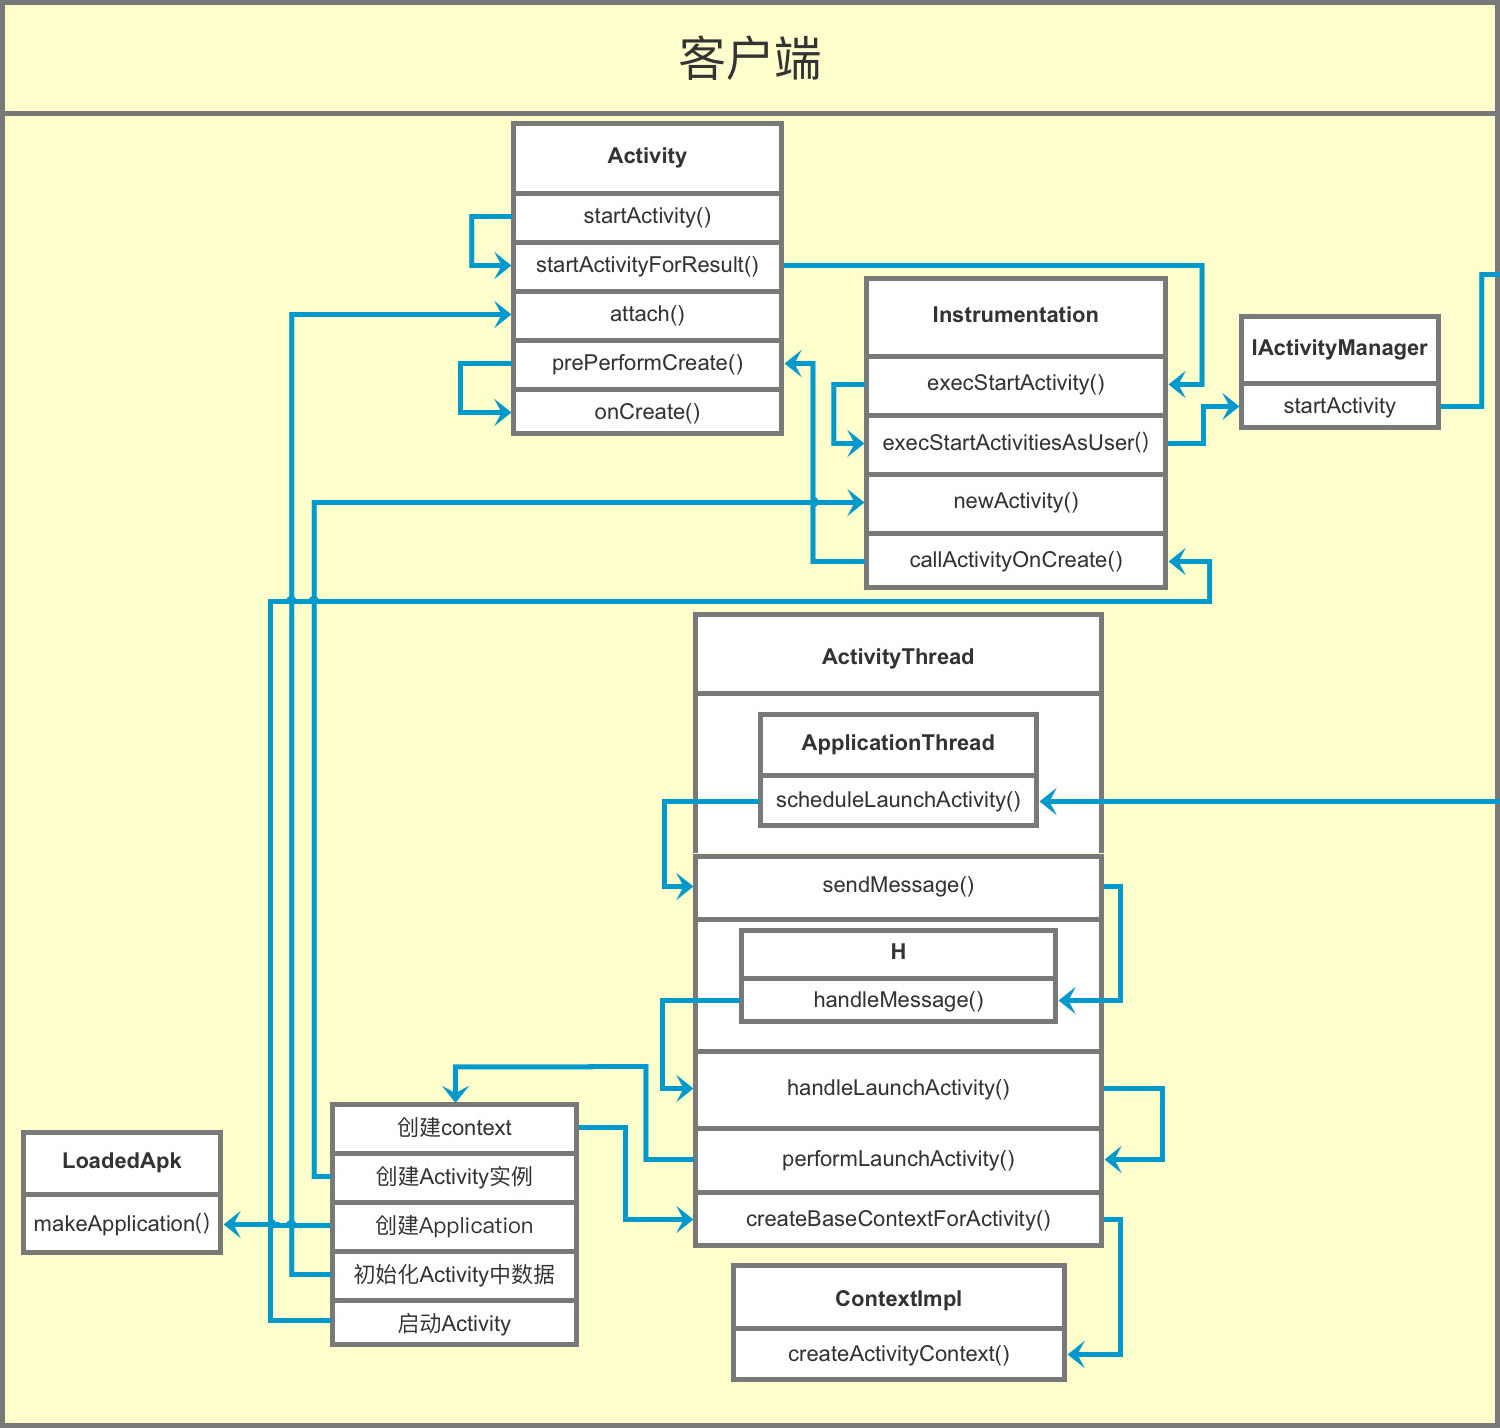 客户端
Activity
startActivity()
startActivityForResult()
attach()
prePerformCreate()
onCreate()
Instrumentation
execStartActivity()
execStartActivitiesAsUser()
newActivity()
callActivityOnCreate()
IActivityManager
startActivity
ActivityThread
ApplicationThread
scheduleLaunchActivity()
sendMessage()
H
handleMessage()
handleLaunchActivity()
performLaunchActivity()
createBaseContextForActivity()
创建context
创建Activity实例
创建Application
初始化Activity中数据
启动Activity
LoadedApk
makeApplication()
ContextImpl
createActivityContext()